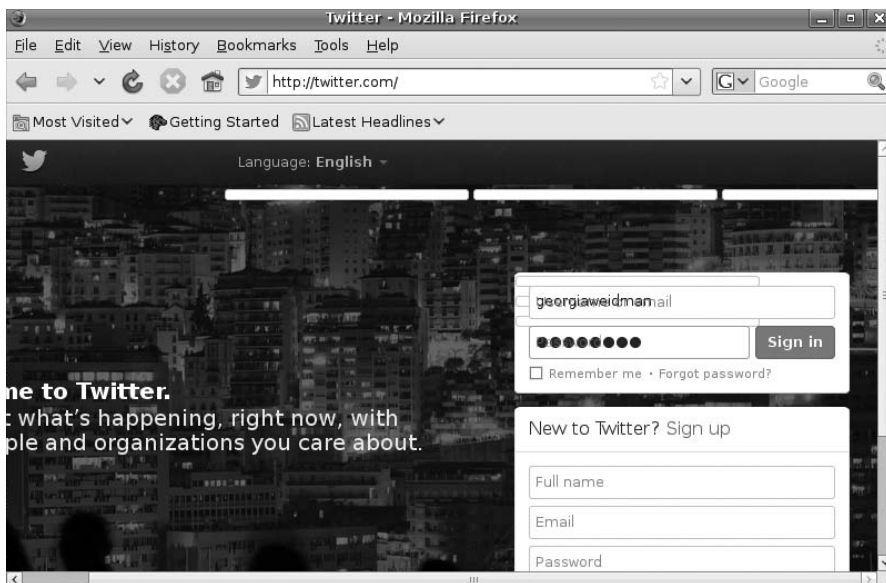 Twitter - Mozilla Firefox
File Edit View History Bookmarks Tools Help
http://twitter.com/ G Google
Most Visited Getting Started Latest Headlines
Language: English
georgiaweidman email
Sign in
Remember me · Forgot password?
me to Twitter.
t what's happening, right now, with
ple and organizations you care about.
New to Twitter? Sign up
Full name
Email
Password